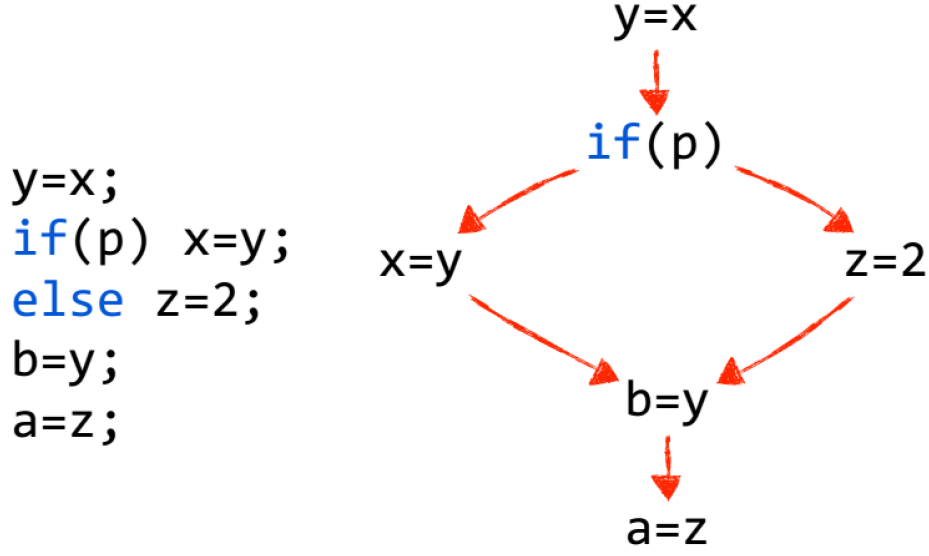 y=x;
if(p) x=y;
else z=2;
b=y;
a=z;
y=x
if(p)
x=y
z=2
b=y
a=z